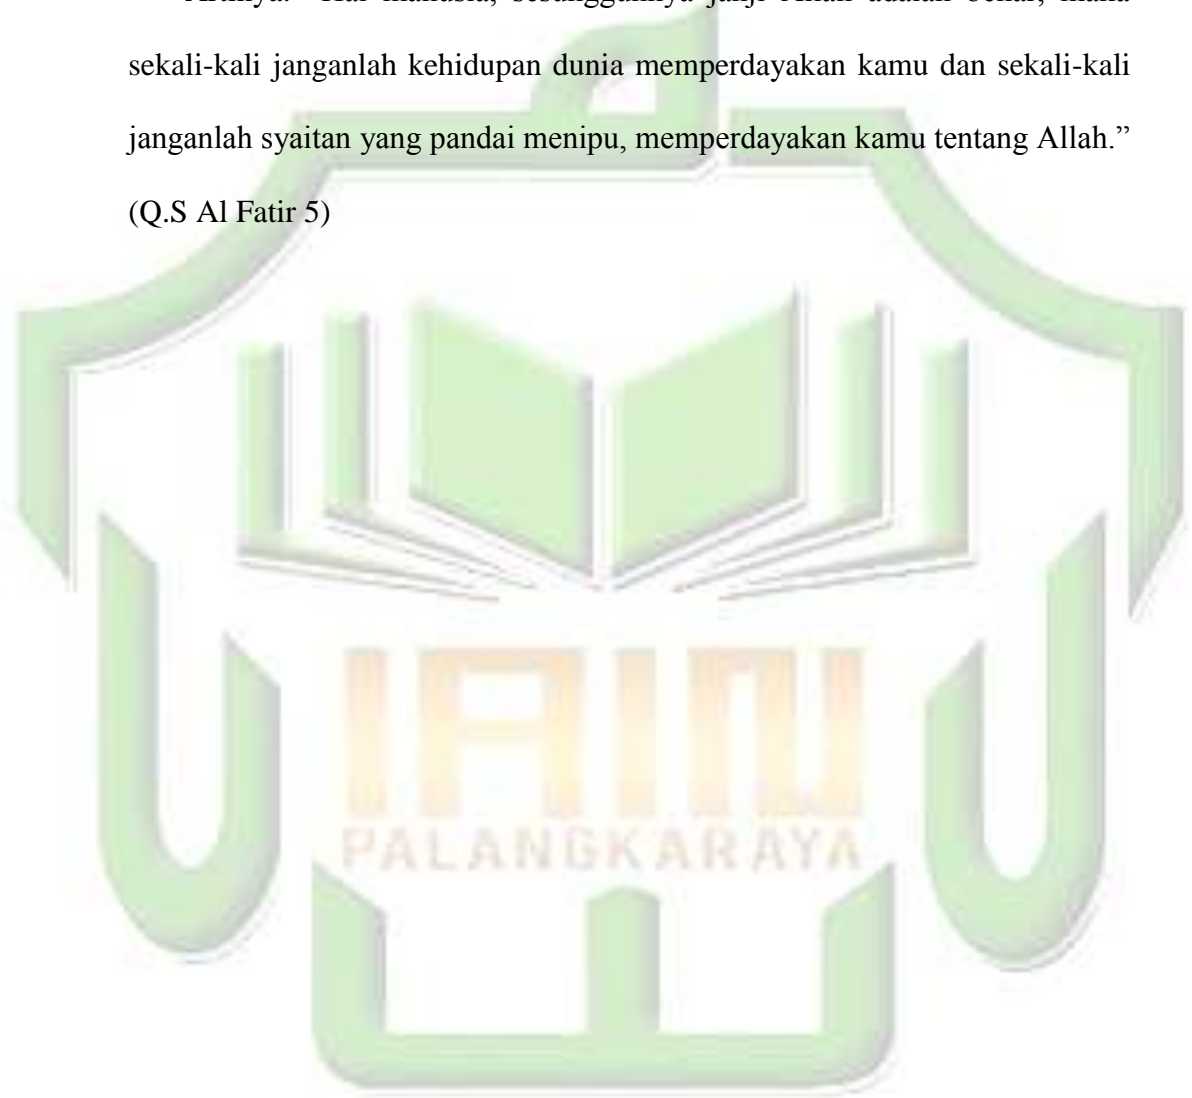 sekali-kali janganlah kehidupan dunia memperdayakan kamu dan sekali-kali
janganlah syaitan yang pandai menipu, memperdayakan kamu tentang Allah.”
(Q.S Al Fatir 5)
IAIN
PALANGKARAYA